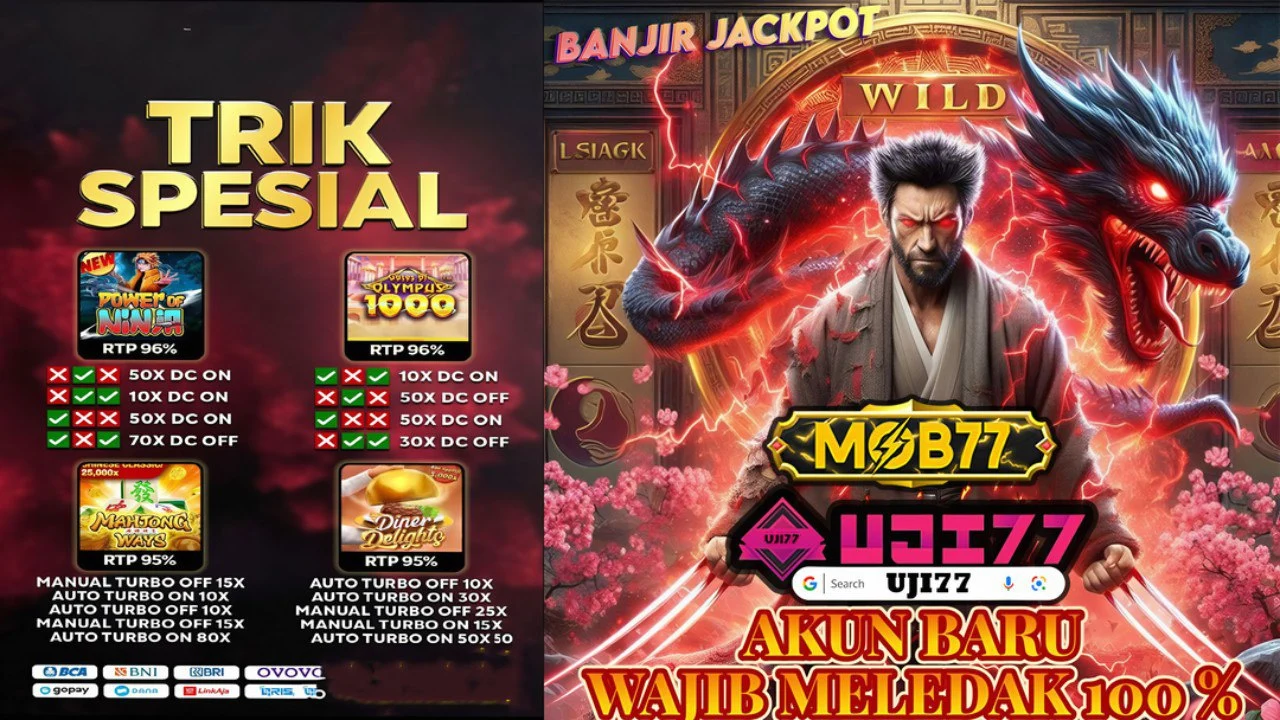 TRIK
SPESIAL
NEW
POWER OF
NINJA
RTP 96%
50X DC ON
10X DC ON
50X DC ON
70X DC OFF
OLYMPUS
1000
RTP 96%
10X DC ON
50X DC OFF
50X DC ON
30X DC OFF
25,000x
發
MAHJONG
WAYS
RTP 95%
MANUAL TURBO OFF 15X
AUTO TURBO ON 10X
AUTO TURBO OFF 10X
MANUAL TURBO OFF 15X
AUTO TURBO ON 80X
1,000x
Diner
Delights
RTP 95%
AUTO TURBO OFF 10X
AUTO TURBO ON 30X
MANUAL TURBO OFF 25X
MANUAL TURBO ON 15X
AUTO TURBO ON 50X 50
BCA BNI BRI OVOVO
gopay DANA LinkAja QRIS
BANJIR JACKPOT
WILD
LSIAGK
MOB77
UJI77
UJI77
G Search UJI77
AKUN BARU
WAJIB MELEDAK 100 %